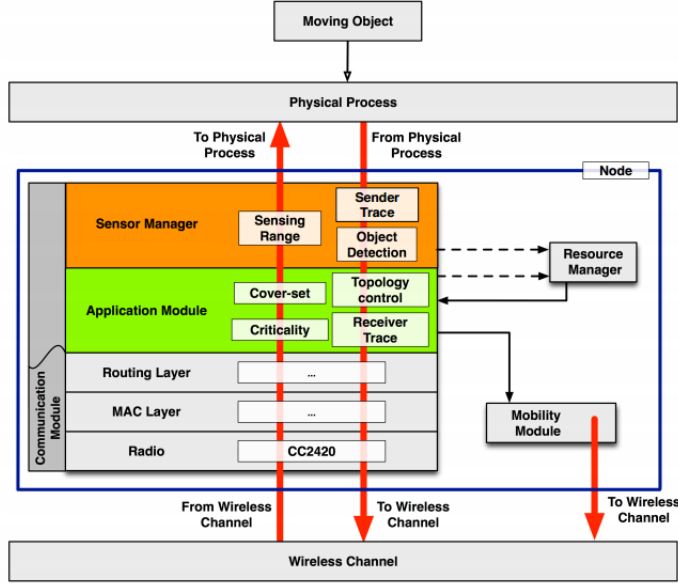 Moving Object
Physical Process
To Physical
Process
From Physical
Process
Node
Sensor Manager
Sensing
Range
Sender
Trace
Object
Detection
Resource
Manager
Application Module
Cover-set
Topology
control
Criticality
Receiver
Trace
Communication
Module
Routing Layer
...
MAC Layer
...
Radio
CC2420
Mobility
Module
From Wireless
Channel
To Wireless
Channel
To Wireless
Channel
Wireless Channel